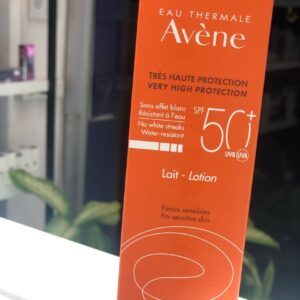 EAU THERMALE
Avène
TRÈS HAUTE PROTECTION
VERY HIGH PROTECTION
Sans effet blanc
Résistant à l'eau
No white streaks
Water-resistant
SPF 50+
UVB UVA
Lait - Lotion
Peaux sensibles
For sensitive skin